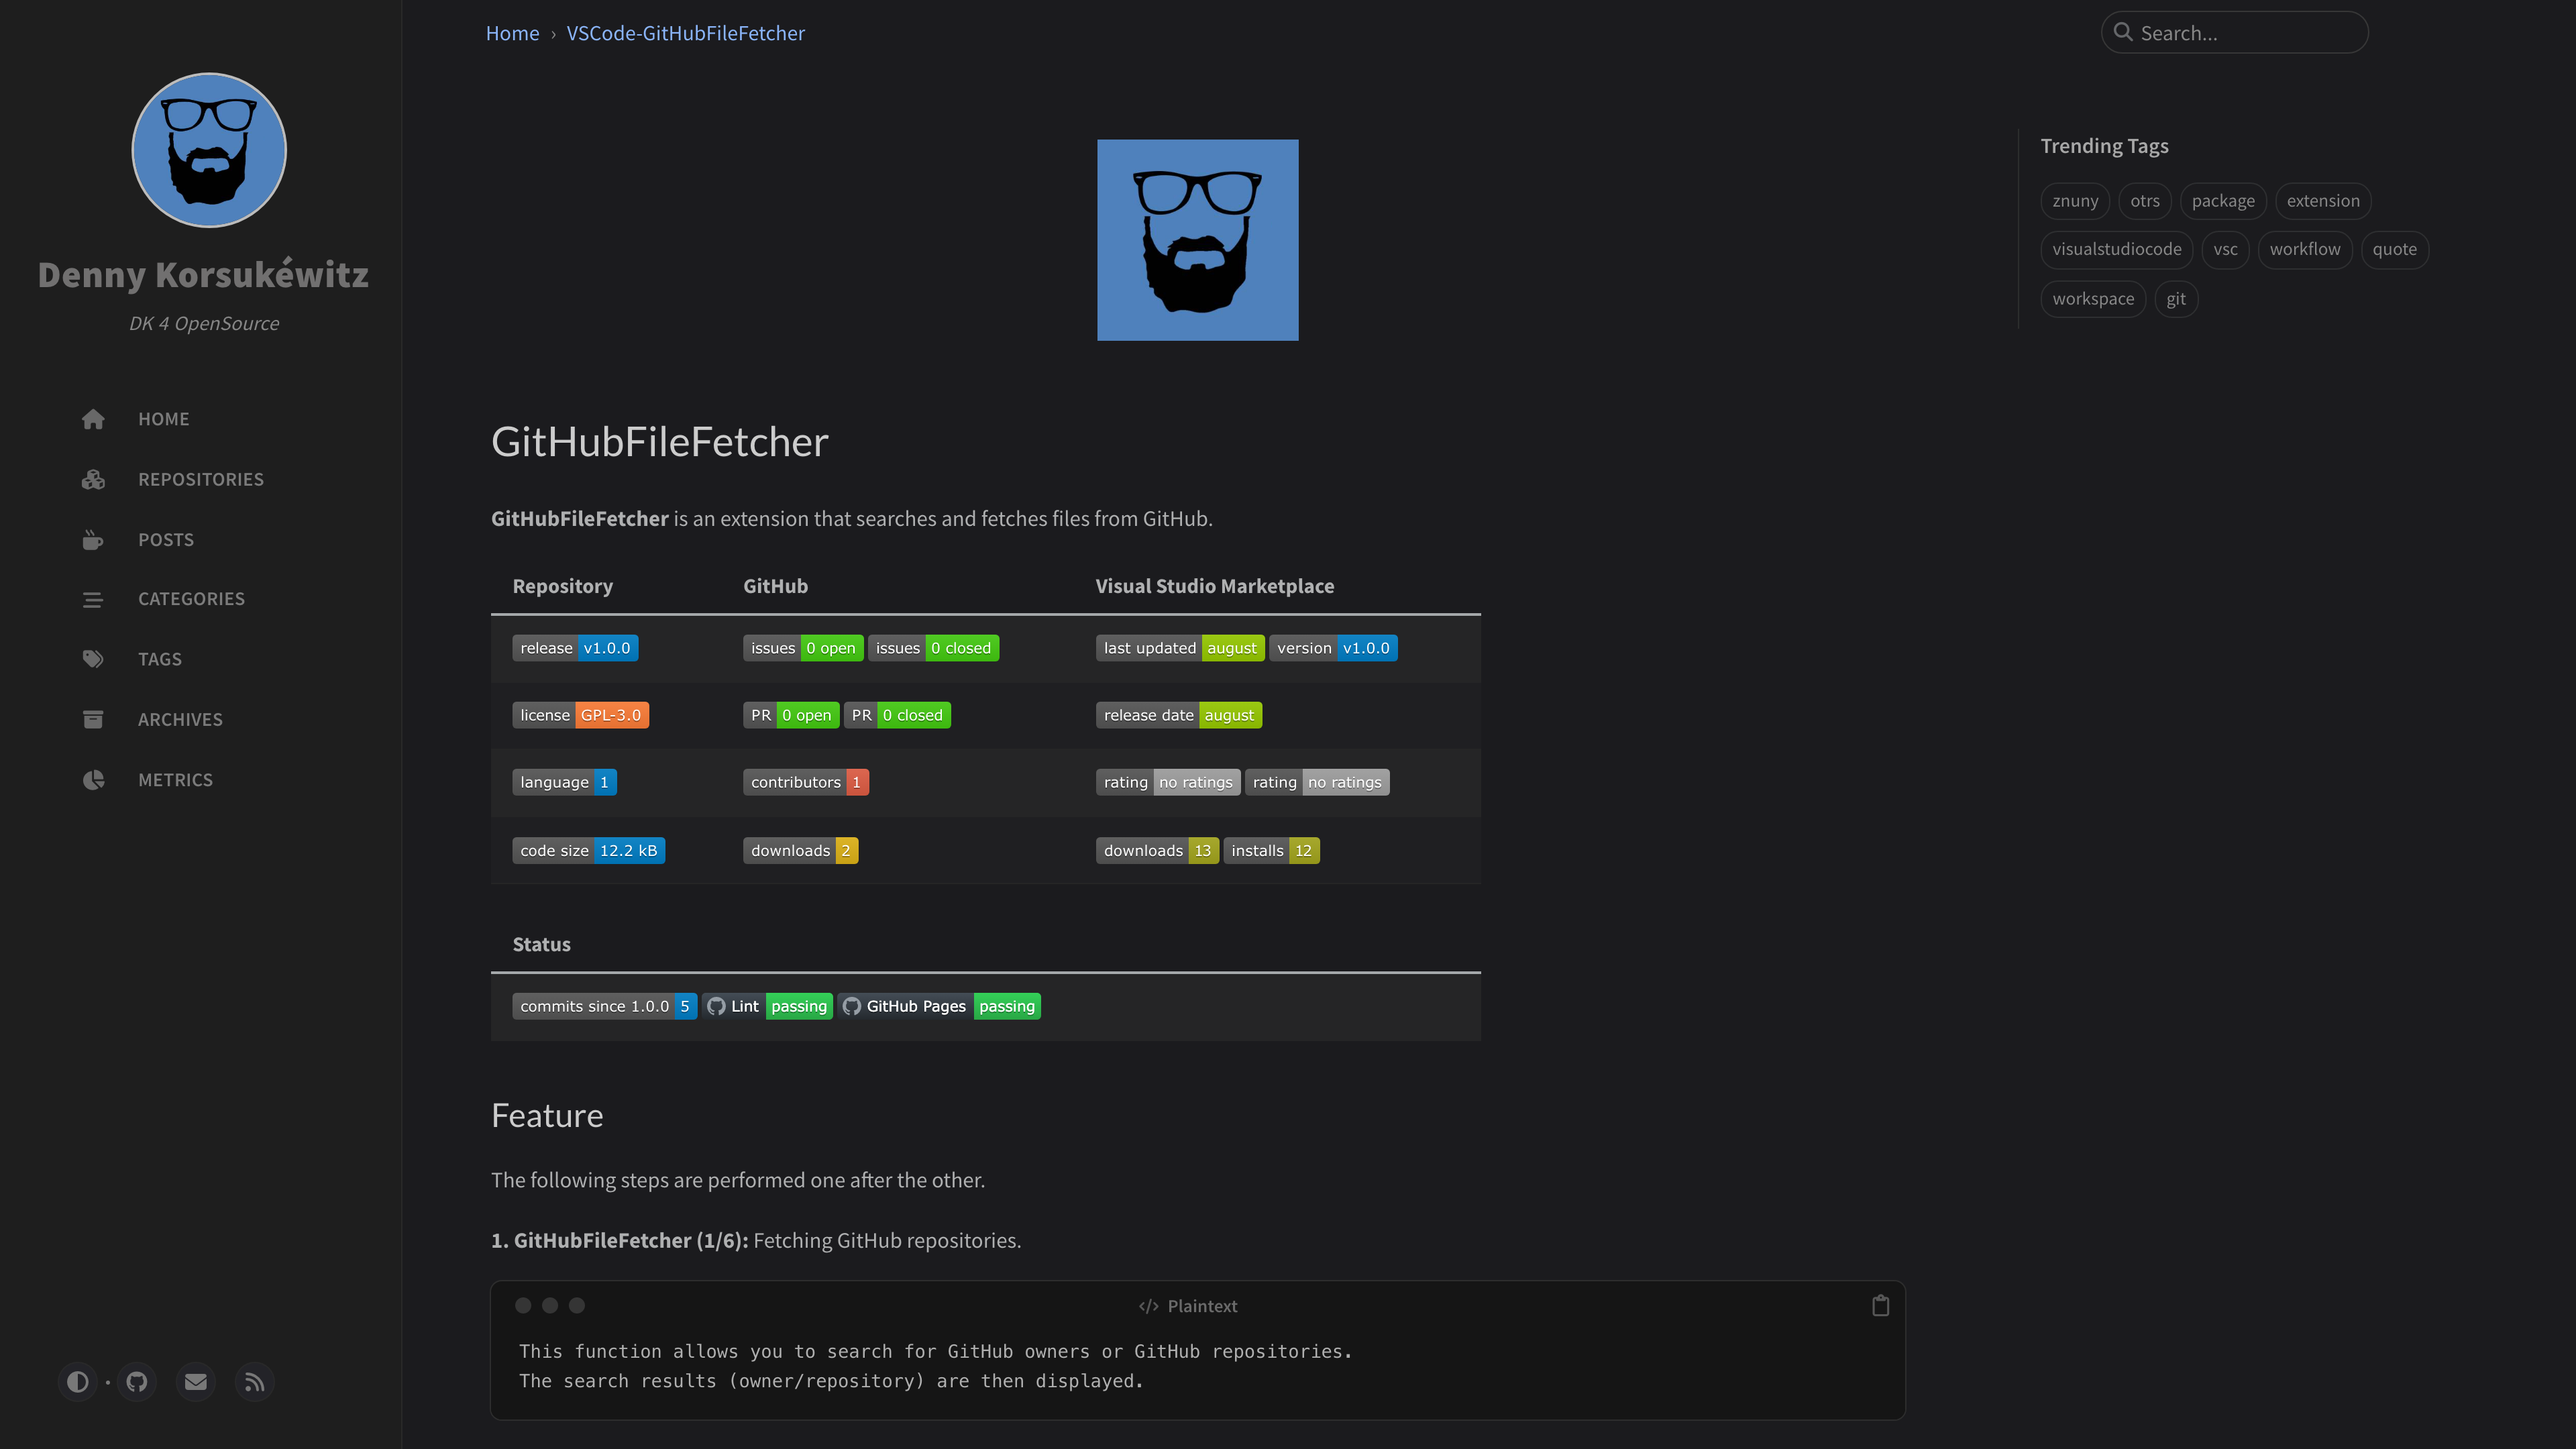 Denny Korsukéwitz
DK 4 OpenSource
HOME
REPOSITORIES
POSTS
CATEGORIES
TAGS
ARCHIVES
METRICS
Home › VSCode-GitHubFileFetcher
Search...
GitHubFileFetcher
GitHubFileFetcher is an extension that searches and fetches files from GitHub.
Repository GitHub Visual Studio Marketplace
release v1.0.0 issues 0 open issues 0 closed last updated august version v1.0.0
license GPL-3.0 PR 0 open PR 0 closed release date august
language 1 contributors 1 rating no ratings rating no ratings
code size 12.2 kB downloads 2 downloads 13 installs 12
Status
commits since 1.0.0 5 Lint passing GitHub Pages passing
Feature
The following steps are performed one after the other.
1. GitHubFileFetcher (1/6): Fetching GitHub repositories.
</> Plaintext
This function allows you to search for GitHub owners or GitHub repositories.
The search results (owner/repository) are then displayed.
Trending Tags
znuny otrs package extension
visualstudiocode vsc workflow quote
workspace git